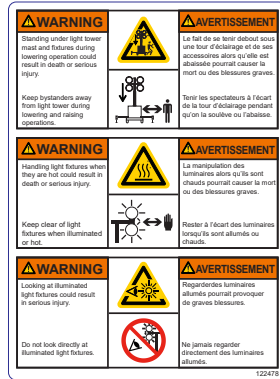 WARNING
Standing under light tower
mast and fixtures during
lowering operation could
result in death or serious
injury.
Keep bystanders away
from light tower during
lowering and raising
operations.
AVERTISSEMENT
Le fait de se tenir debout sous
une tour d'éclairage et de ses
accessoires alors qu'elle est
abaissée pourrait causer la
mort ou des blessures graves.
Tenir les spectateurs à l'écart
de la tour d'éclairage pendant
qu'on la soulève ou l'abaisse.
WARNING
Handling light fixtures when
they are hot could result in
death or serious injury.
Keep clear of light
fixtures when illuminated
or hot.
AVERTISSEMENT
La manipulation des
luminaires alors qu'ils sont
chauds pourrait causer la mort
ou des blessures graves.
Rester à l'écart des luminaires
lorsqu'ils sont allumés ou
chauds.
WARNING
Looking at illuminated
light fixtures could result
in serious injury.
Do not look directly at
illuminated light fixtures.
AVERTISSEMENT
Regarderdes luminaires
allumés pourrait provoquer
de graves blessures.
Ne jamais regarder
directement des luminaires
allumés.
122478